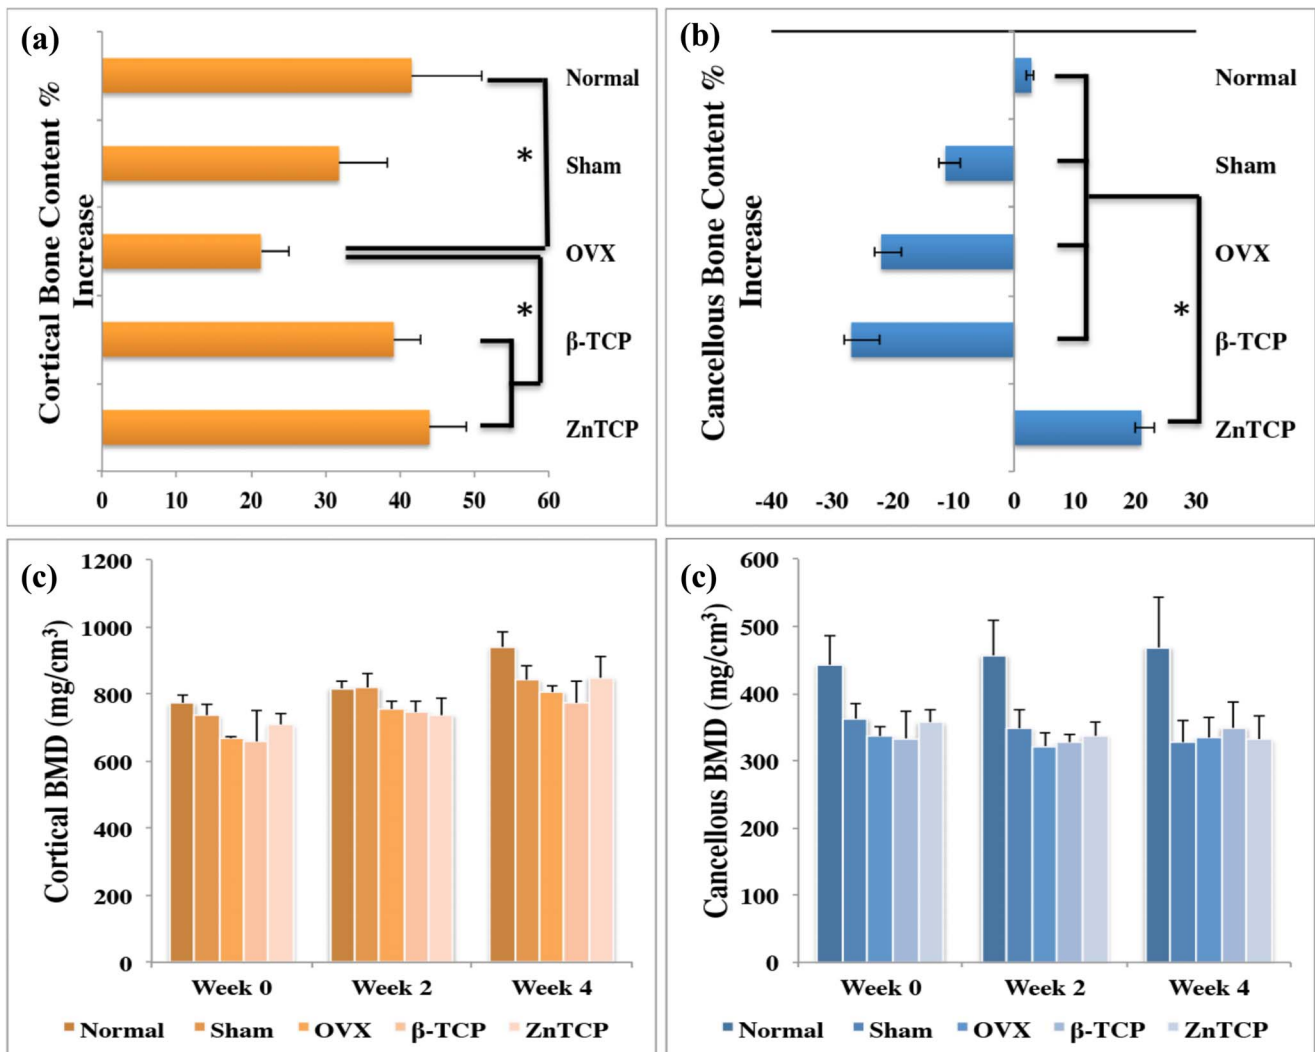 (a)
Cortical Bone Content %
Increase
Normal
*
Sham
OVX
*
β-TCP
ZnTCP
0 10 20 30 40 50 60
(b)
Cancellous Bone Content %
Increase
Normal
Sham
OVX
*
β-TCP
ZnTCP
-40 -30 -20 -10 0 10 20 30
(c)
Cortical BMD (mg/cm³)
1200
1000
800
600
400
200
0
Week 0 Week 2 Week 4
Normal Sham OVX β-TCP ZnTCP
(c)
Cancellous BMD (mg/cm³)
600
500
400
300
200
100
0
Week 0 Week 2 Week 4
Normal Sham OVX β-TCP ZnTCP